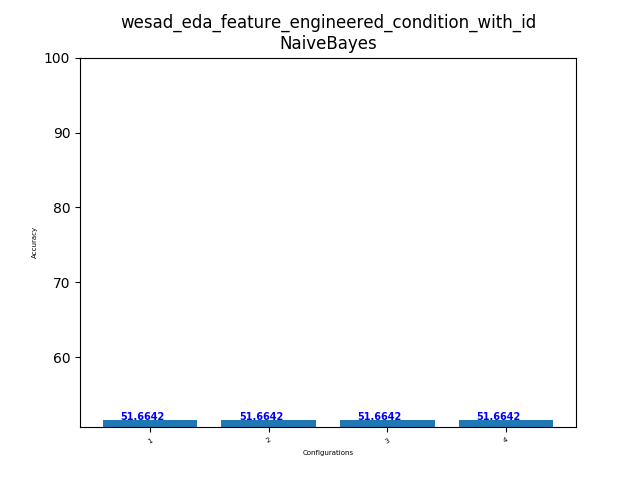 wesad_eda_feature_engineered_condition_with_id
NaiveBayes
100
90
80
70
60
Accuracy
51.6642 51.6642 51.6642 51.6642
1 2 3 4
Configurations